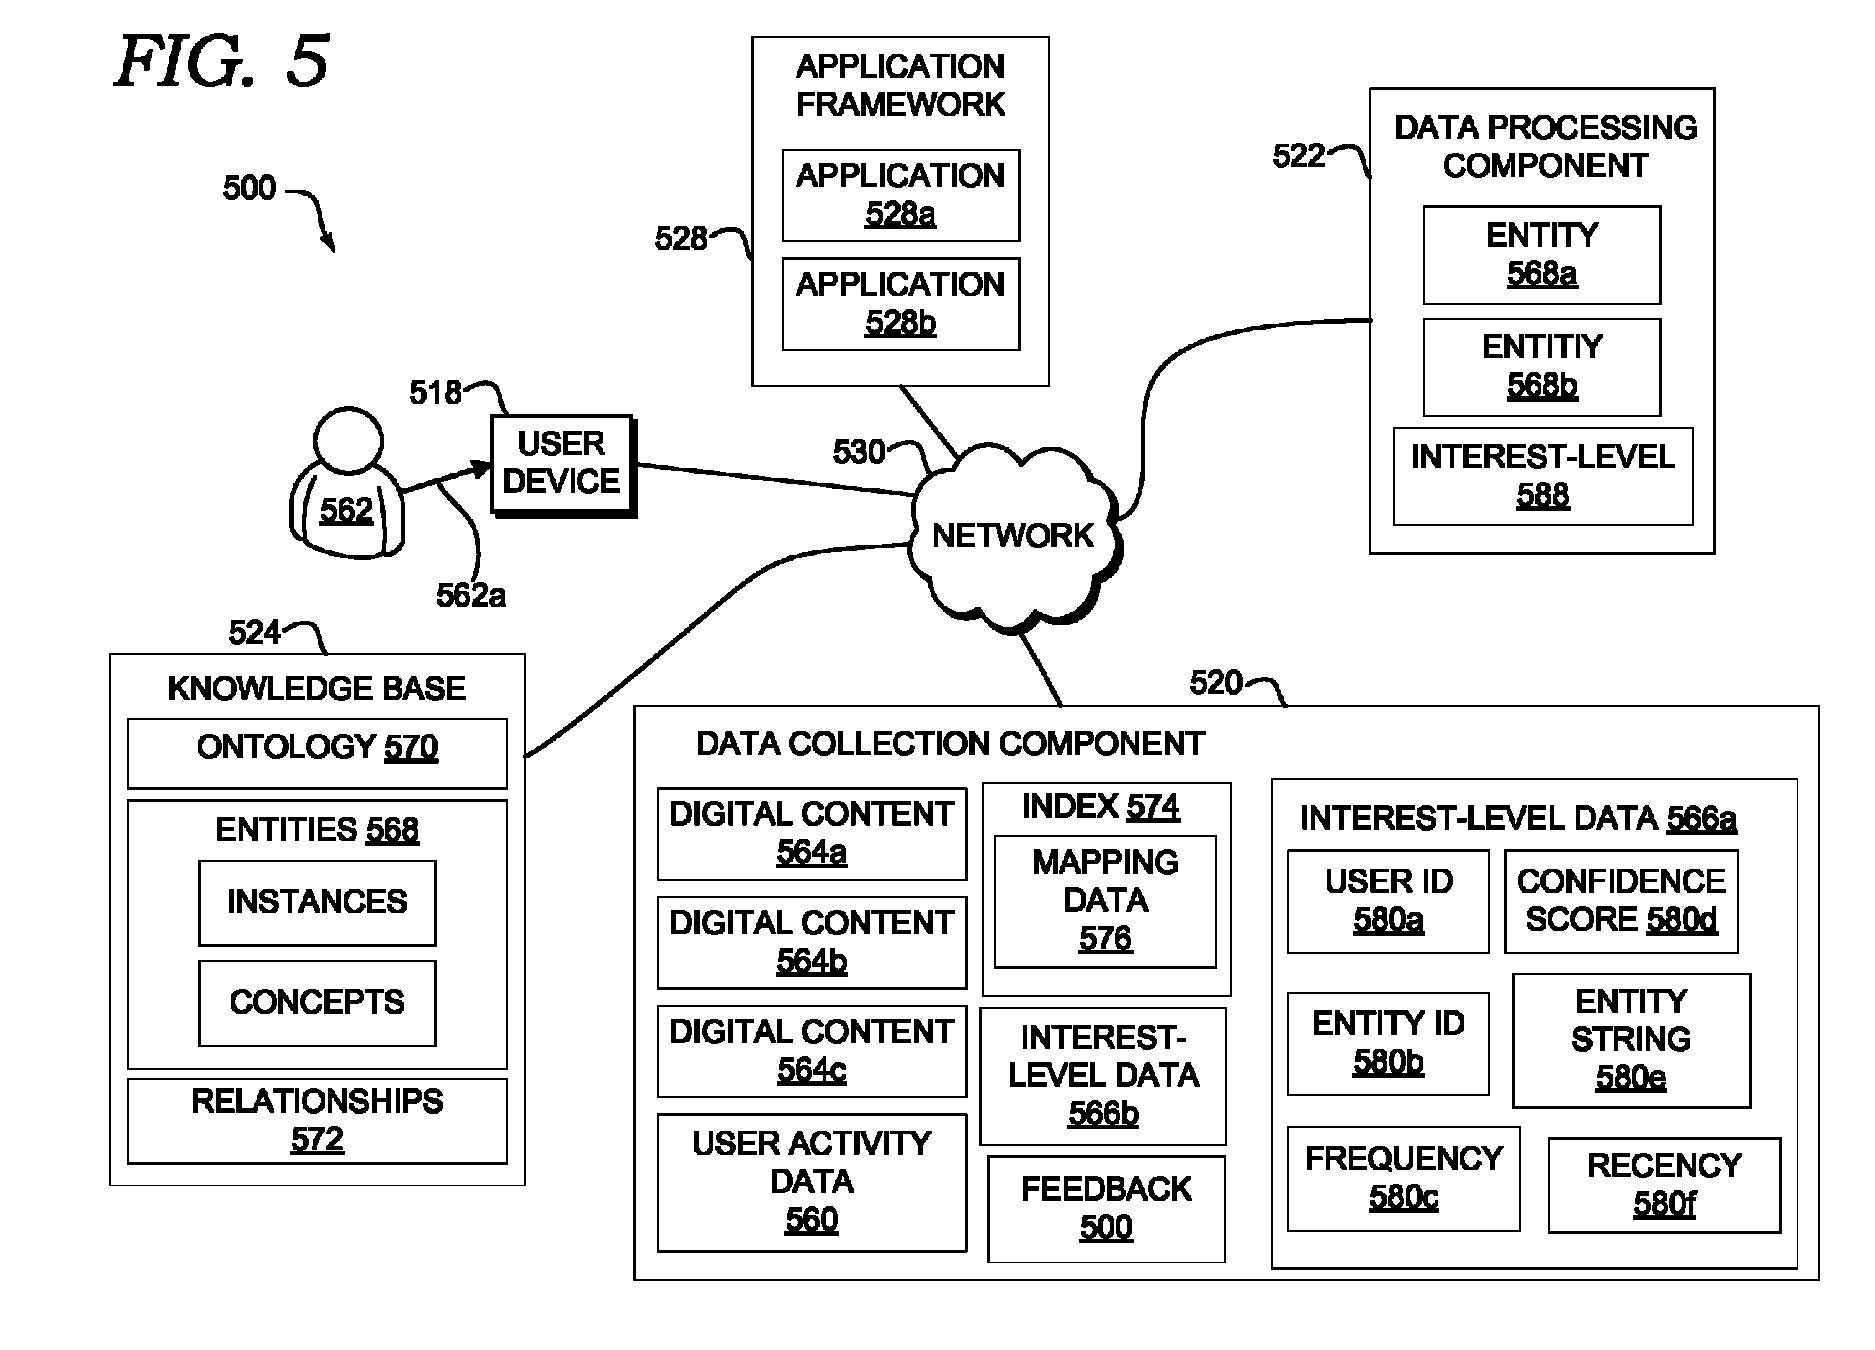 FIG. 5
500
APPLICATION
FRAMEWORK
APPLICATION
528a
APPLICATION
528b
528
DATA PROCESSING
COMPONENT
522
ENTITY
568a
ENTITIY
568b
INTEREST-LEVEL
588
518
USER
DEVICE
562
562a
530
NETWORK
524
KNOWLEDGE BASE
ONTOLOGY 570
ENTITIES 568
INSTANCES
CONCEPTS
RELATIONSHIPS
572
520
DATA COLLECTION COMPONENT
DIGITAL CONTENT
564a
DIGITAL CONTENT
564b
DIGITAL CONTENT
564c
USER ACTIVITY
DATA
560
INDEX 574
MAPPING
DATA
576
INTEREST-
LEVEL DATA
566b
FEEDBACK
500
INTEREST-LEVEL DATA 566a
USER ID
580a
CONFIDENCE
SCORE 580d
ENTITY ID
580b
ENTITY
STRING
580e
FREQUENCY
580c
RECENCY
580f